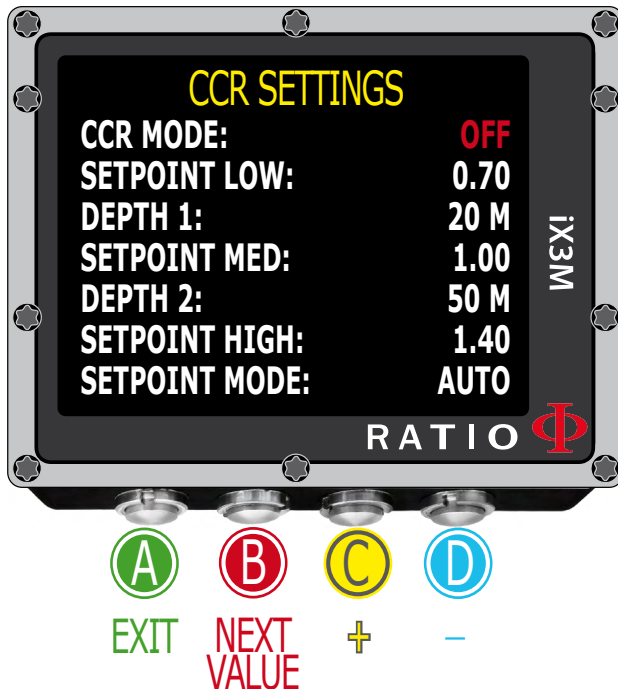 CCR SETTINGS
CCR MODE: OFF
SETPOINT LOW: 0.70
DEPTH 1: 20 M
SETPOINT MED: 1.00
DEPTH 2: 50 M
SETPOINT HIGH: 1.40
SETPOINT MODE: AUTO
iX3M
RATIO
A B C D
EXIT NEXT VALUE + -